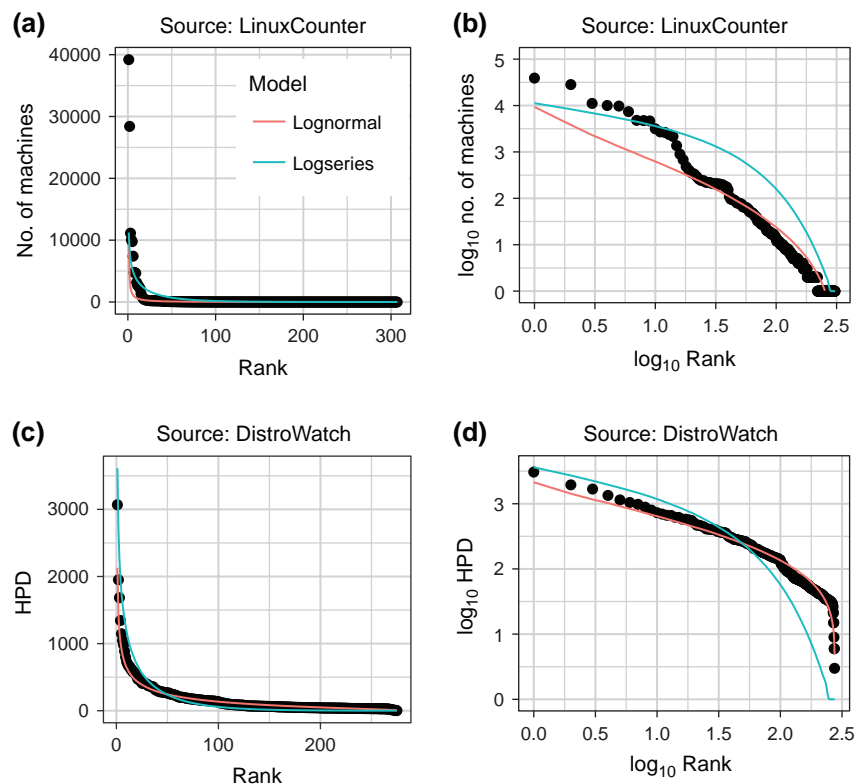 (a) Source: LinuxCounter
40000
30000
20000
10000
0
No. of machines
Model
Lognormal
Logseries
0 100 200 300
Rank
(b) Source: LinuxCounter
5
4
3
2
1
0
log10 no. of machines
0.0 0.5 1.0 1.5 2.0 2.5
log10 Rank
(c) Source: DistroWatch
3000
2000
1000
0
HPD
0 100 200
Rank
(d) Source: DistroWatch
3
2
1
0
log10 HPD
0.0 0.5 1.0 1.5 2.0 2.5
log10 Rank